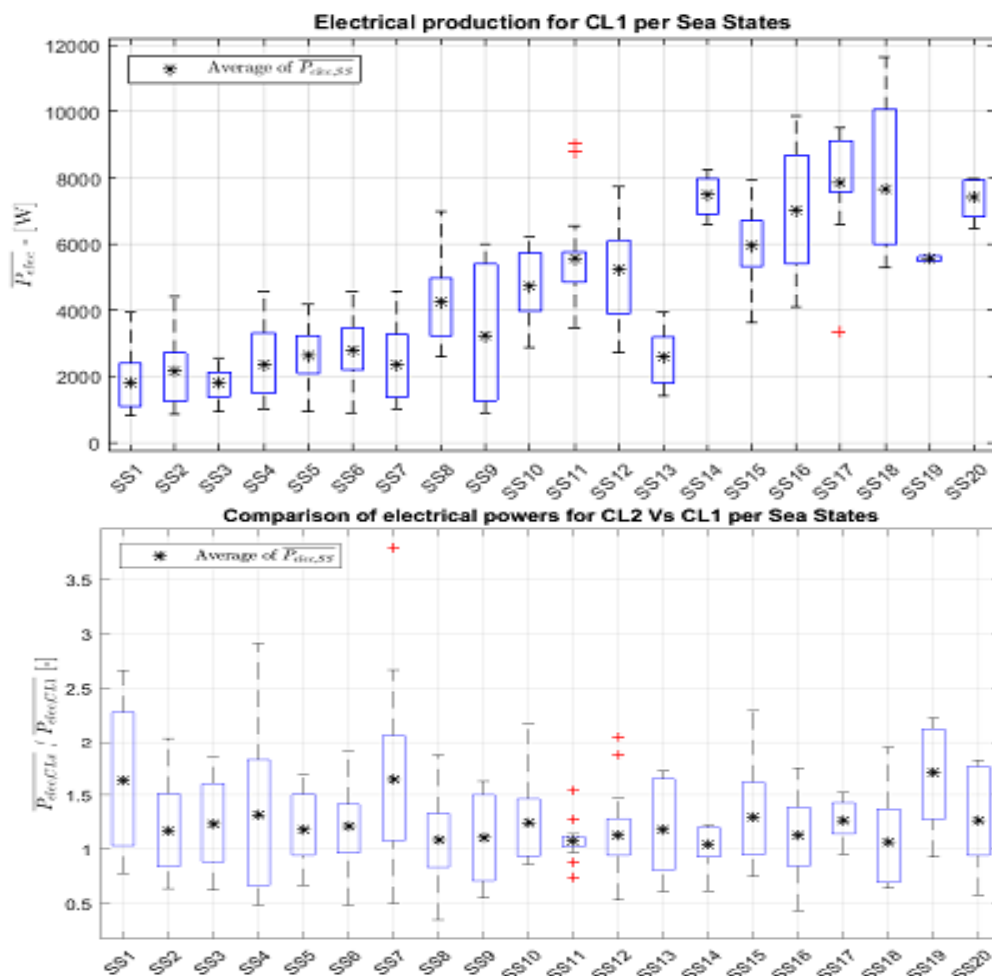 Electrical production for CL1 per Sea States
Average of P_elec,SS
P_elec * [W]
12000
10000
8000
6000
4000
2000
0
SS1 SS2 SS3 SS4 SS5 SS6 SS7 SS8 SS9 SS10 SS11 SS12 SS13 SS14 SS15 SS16 SS17 SS18 SS19 SS20
Comparison of electrical powers for CL2 Vs CL1 per Sea States
Average of P_elec,SS
3.5
3
2.5
2
1.5
1
0.5
SS1 SS2 SS3 SS4 SS5 SS6 SS7 SS8 SS9 SS10 SS11 SS12 SS13 SS14 SS15 SS16 SS17 SS18 SS19 SS20